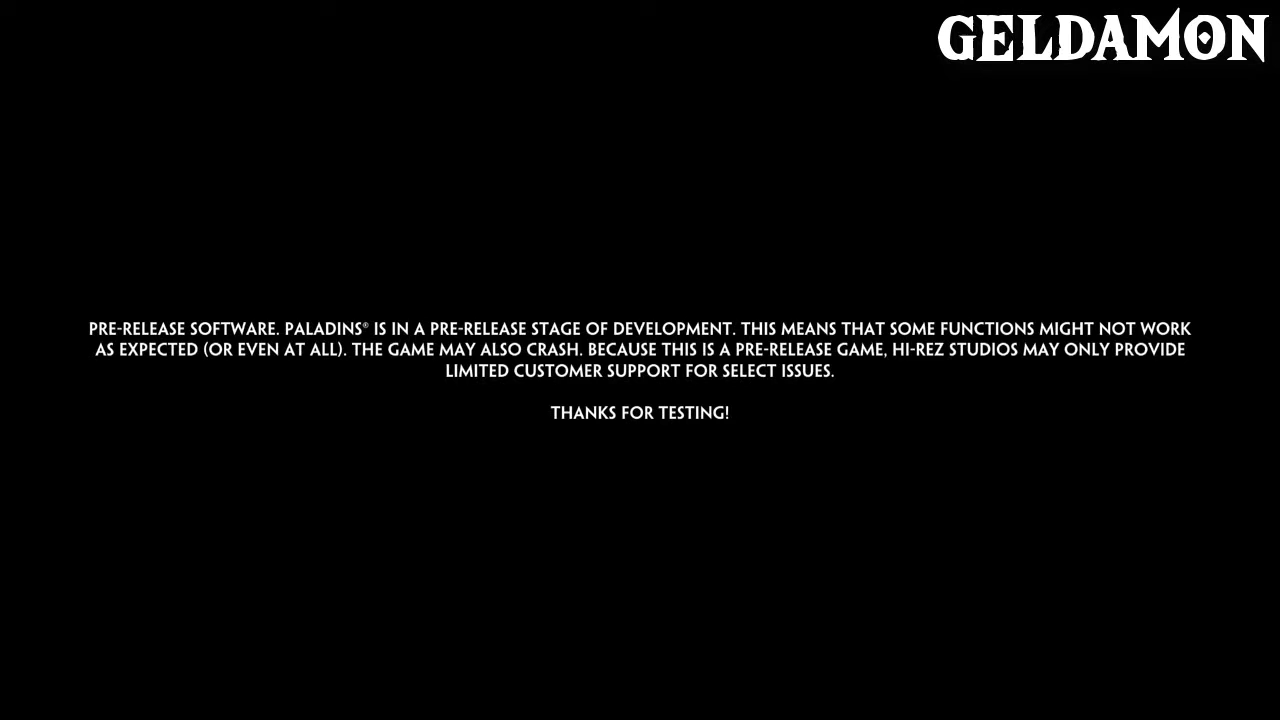 GELDAMON
PRE-RELEASE SOFTWARE. PALADINS® IS IN A PRE-RELEASE STAGE OF DEVELOPMENT. THIS MEANS THAT SOME FUNCTIONS MIGHT NOT WORK
AS EXPECTED (OR EVEN AT ALL). THE GAME MAY ALSO CRASH. BECAUSE THIS IS A PRE-RELEASE GAME, HI-REZ STUDIOS MAY ONLY PROVIDE
LIMITED CUSTOMER SUPPORT FOR SELECT ISSUES.
THANKS FOR TESTING!